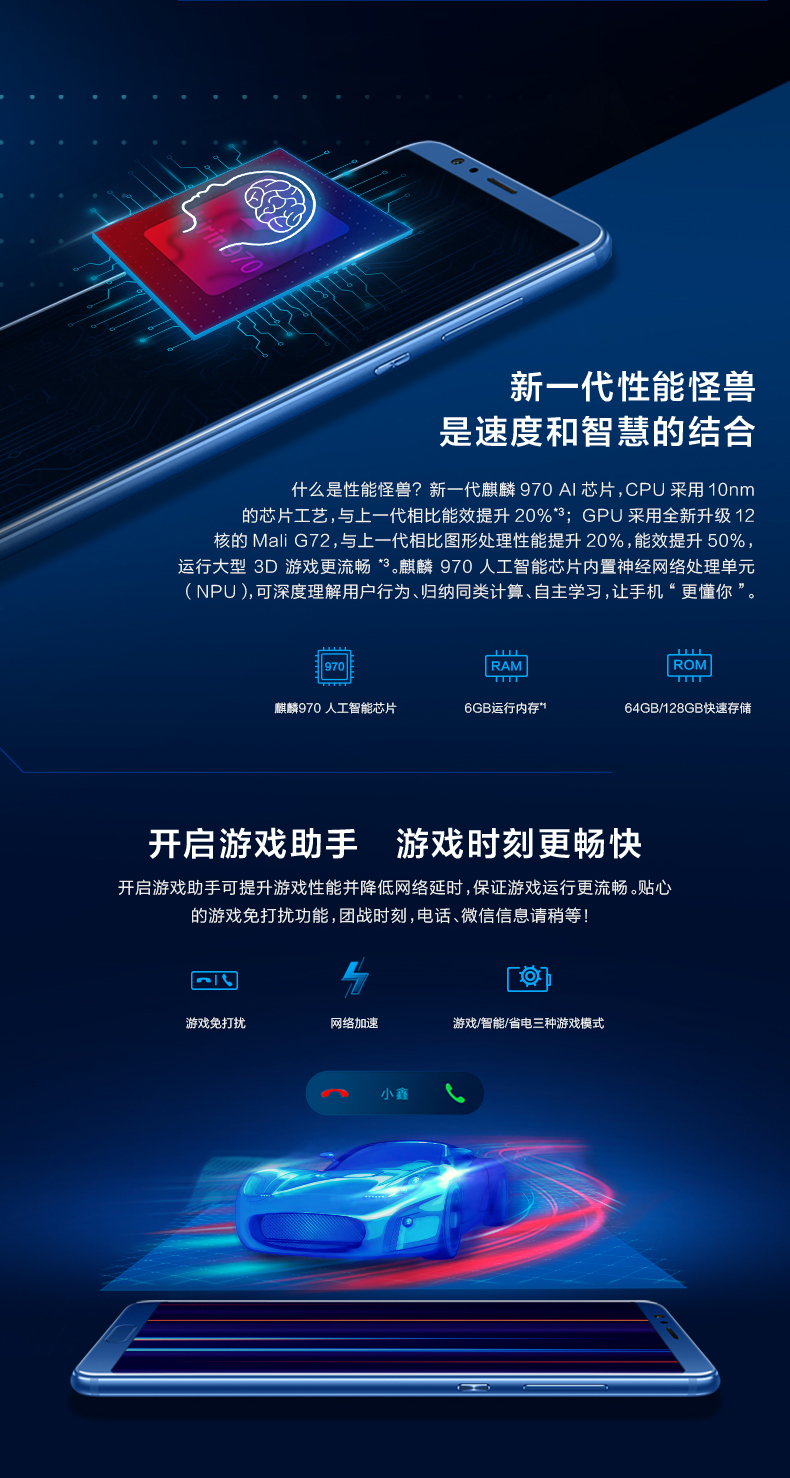 rin970
新一代性能怪兽
是速度和智慧的结合
什么是性能怪兽？新一代麒麟 970 AI 芯片，CPU 采用 10nm
的芯片工艺，与上一代相比能效提升 20%*³；GPU 采用全新升级 12
核的 Mali G72，与上一代相比图形处理性能提升 20%，能效提升 50%，
运行大型 3D 游戏更流畅 *³。麒麟 970 人工智能芯片内置神经网络处理单元
（NPU），可深度理解用户行为、归纳同类计算、自主学习，让手机 “ 更懂你 ”。
970 RAM ROM
麒麟970 人工智能芯片 6GB运行内存*¹ 64GB/128GB快速存储
开启游戏助手 游戏时刻更畅快
开启游戏助手可提升游戏性能并降低网络延时，保证游戏运行更流畅。贴心
的游戏免打扰功能，团战时刻，电话、微信信息请稍等！
游戏免打扰 网络加速 游戏/智能/省电三种游戏模式
小鑫